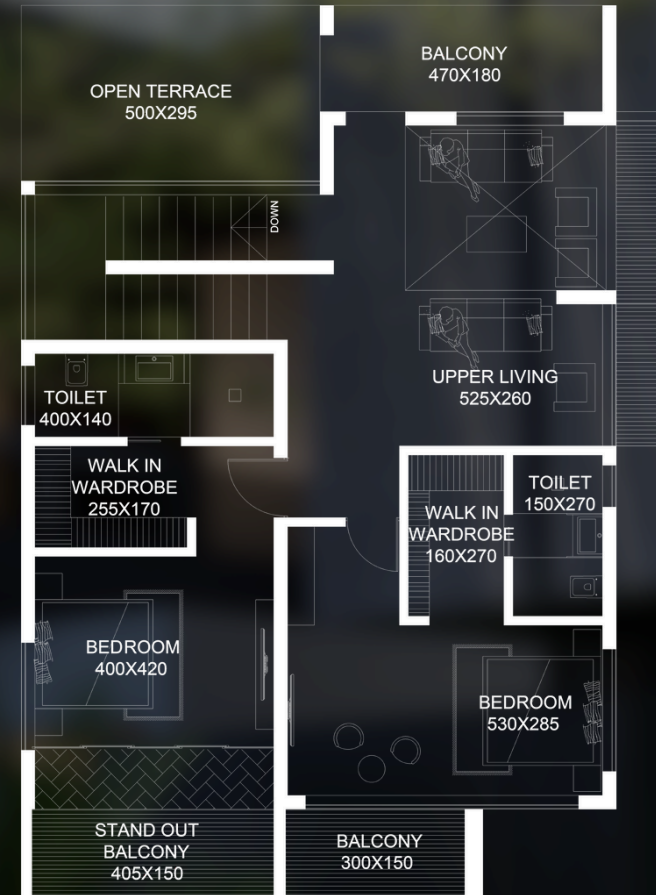 BALCONY
470X180
OPEN TERRACE
500X295
DOWN
UPPER LIVING
525X260
TOILET
400X140
WALK IN
WARDROBE
255X170
TOILET
150X270
WALK IN
WARDROBE
160X270
BEDROOM
400X420
BEDROOM
530X285
STAND OUT
BALCONY
405X150
BALCONY
300X150